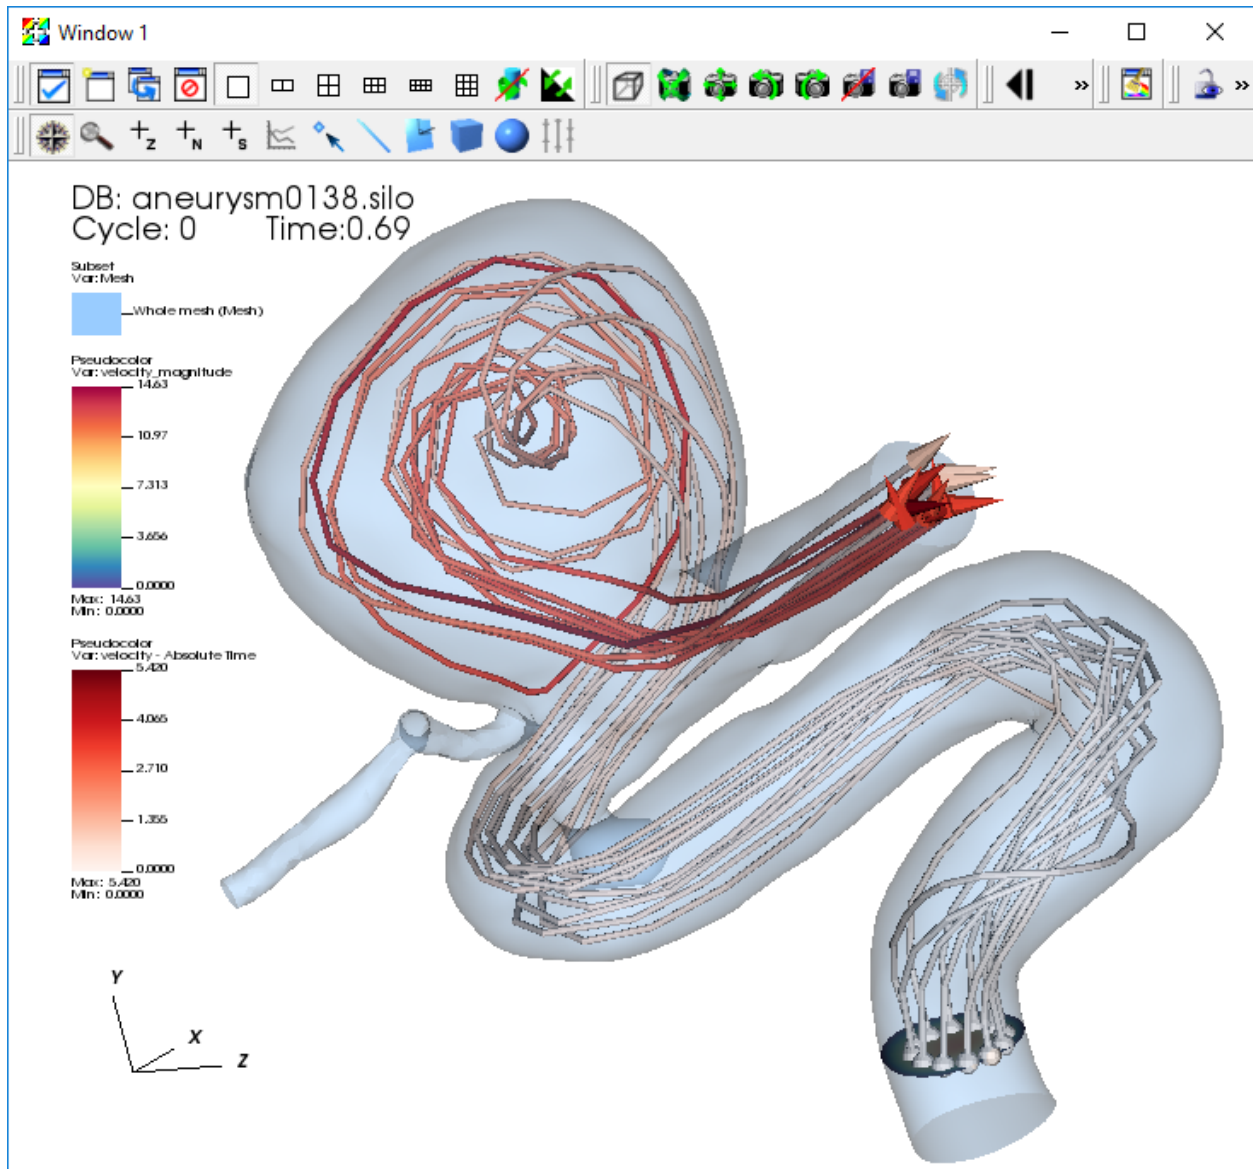 Window 1
Z
N
S
DB: aneurysm0138.silo
Cycle: 0 Time:0.69
Subset
Var: Mesh
Whole mesh (Mesh)
Pseudocolor
Var: velocity_magnitude
14.63
10.97
7.313
3.656
0.0000
Max: 14.63
Min: 0.0000
Pseudocolor
Var: velocity - Absolute Time
5.420
4.065
2.710
1.355
0.0000
Max: 5.420
Min: 0.0000
Y
X
Z